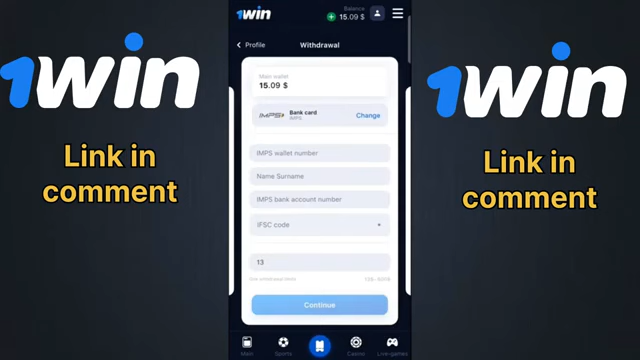 1win
Link in
comment
1win
Balance
15.09 $
Profile
Withdrawal
Main wallet
15.09 $
IMPS
Bank card
IMPS
Change
IMPS wallet number
Name Surname
IMPS bank account number
IFSC code
13
Continue
Main
Sports
Casino
Live-games
1win
Link in
comment